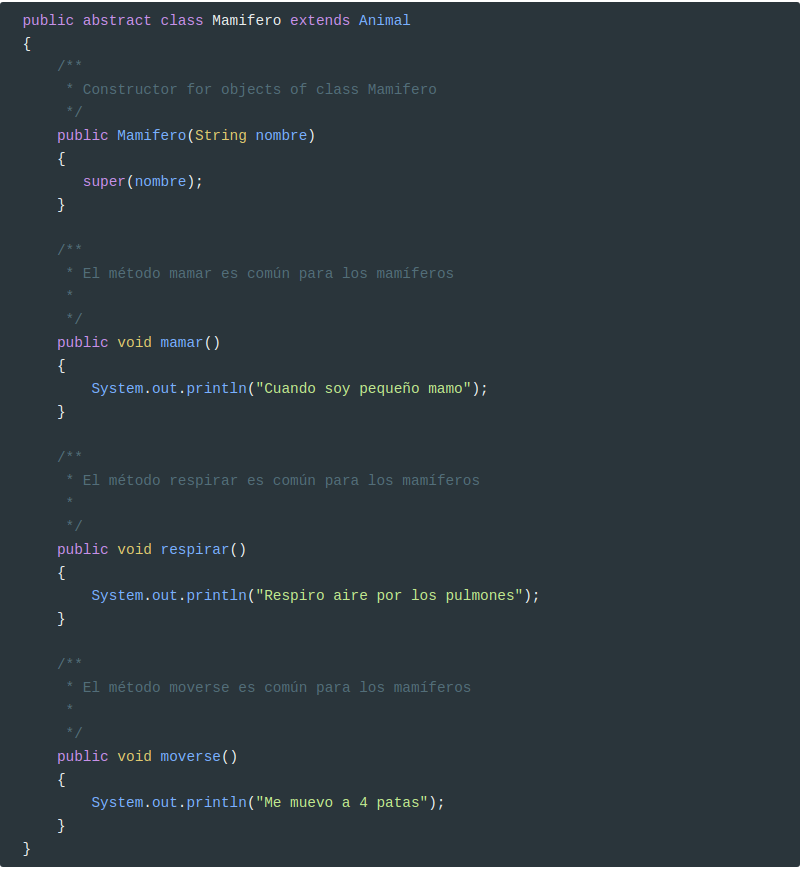 public abstract class Mamifero extends Animal
{
    /**
     * Constructor for objects of class Mamifero
     */
    public Mamifero(String nombre)
    {
       super(nombre);
    }

    /**
     * El método mamar es común para los mamíferos
     *
     */
    public void mamar()
    {
        System.out.println("Cuando soy pequeño mamo");
    }

    /**
     * El método respirar es común para los mamíferos
     *
     */
    public void respirar()
    {
        System.out.println("Respiro aire por los pulmones");
    }

    /**
     * El método moverse es común para los mamíferos
     *
     */
    public void moverse()
    {
        System.out.println("Me muevo a 4 patas");
    }
}